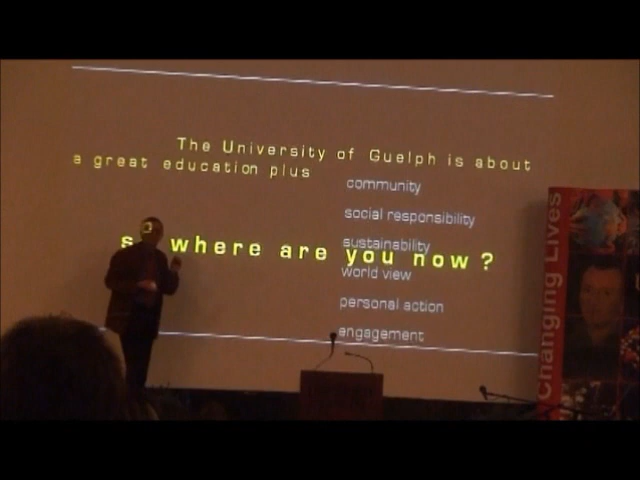 The University of Guelph is about
a great education plus
community
social responsibility
sustainability
so where are you now?
world view
personal action
engagement
Changing Lives